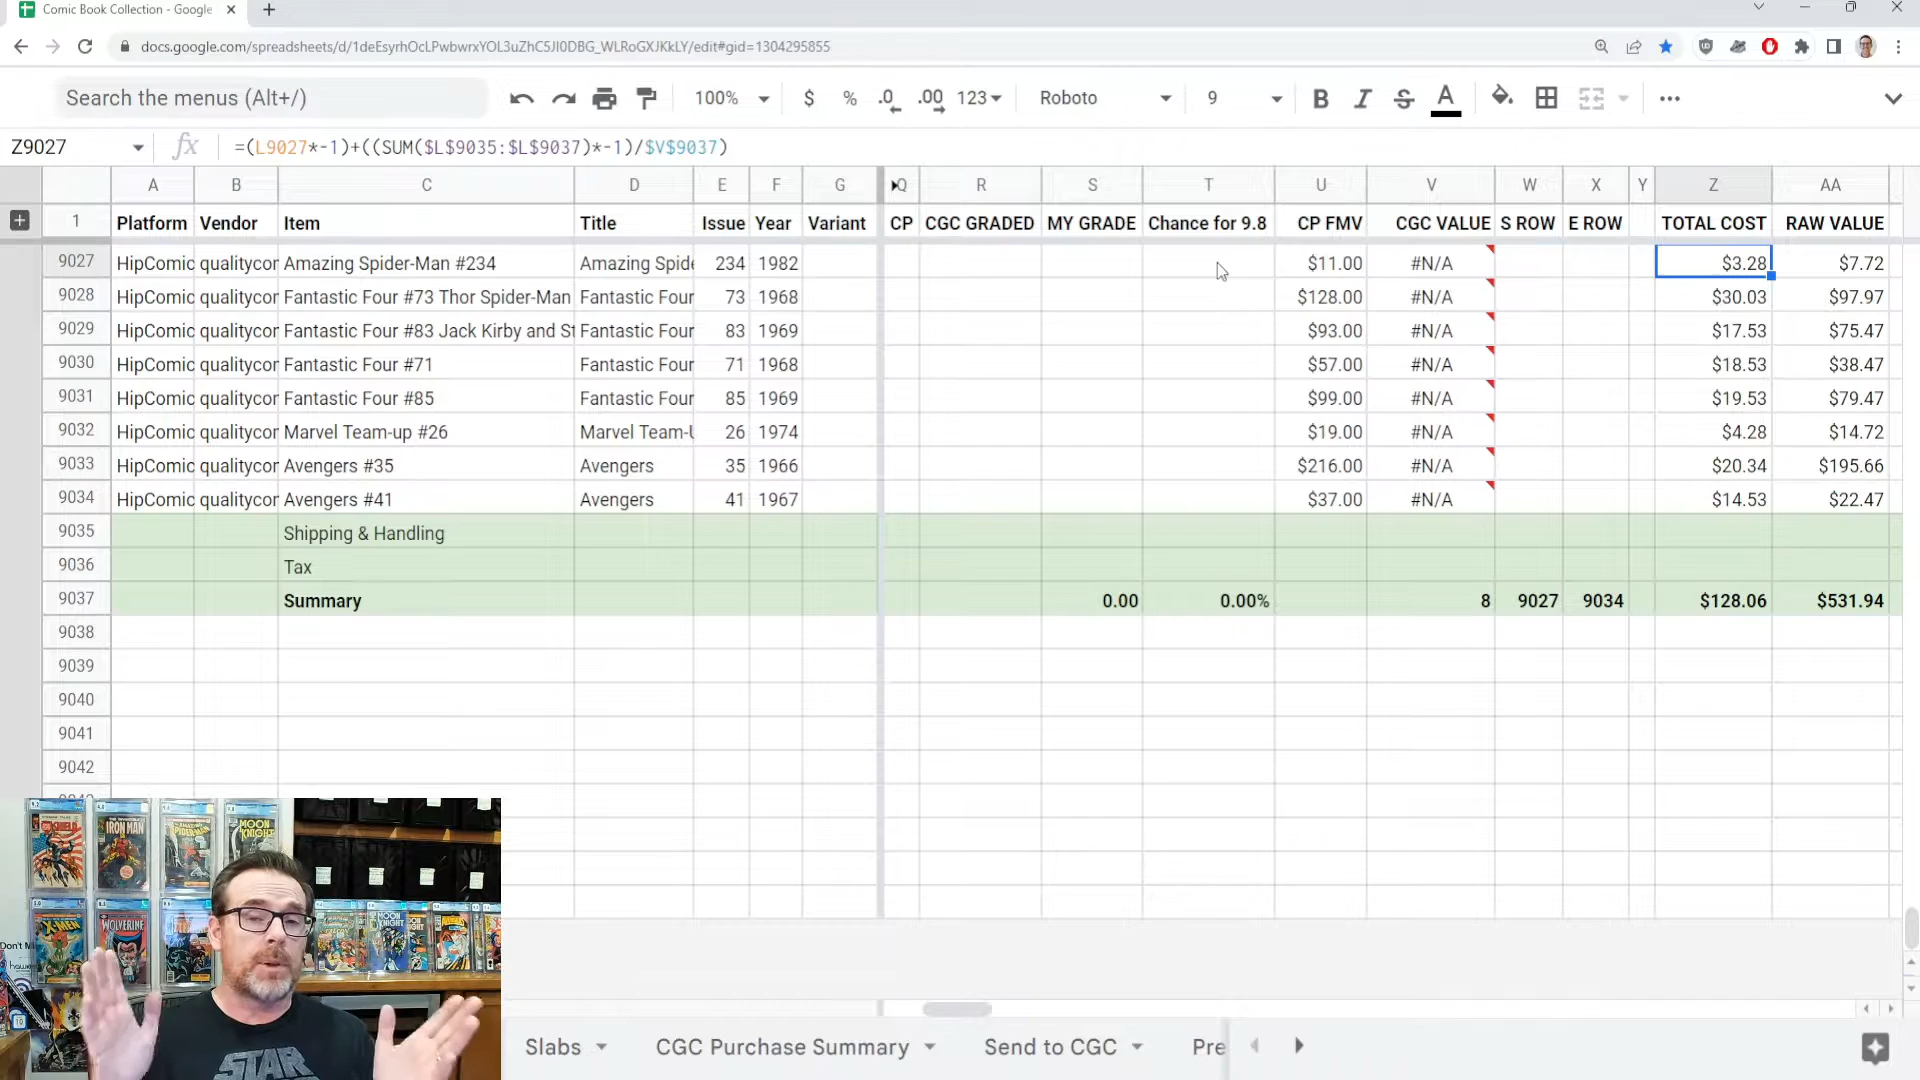 Comic Book Collection - Google
docs.google.com/spreadsheets/d/1deEsyrhOcLPwbwrxYOL3uZhC5JI0DBG_WLRoGXJKkLY/edit#gid=1304295855
Search the menus (Alt+/) 100% $ % .0 .00 123 Roboto 9 B I S A
Z9027 fx =(L9027*-1)+((SUM($L$9035:$L$9037)*-1)/$V$9037)
A B C D E F G Q R S T U V W X Y Z AA
1 Platform Vendor Item Title Issue Year Variant CP CGC GRADED MY GRADE Chance for 9.8 CP FMV CGC VALUE S ROW E ROW TOTAL COST RAW VALUE
9027 HipComic qualitycor Amazing Spider-Man #234 Amazing Spide 234 1982 $11.00 #N/A $3.28 $7.72
9028 HipComic qualitycor Fantastic Four #73 Thor Spider-Man Fantastic Four 73 1968 $128.00 #N/A $30.03 $97.97
9029 HipComic qualitycor Fantastic Four #83 Jack Kirby and St Fantastic Four 83 1969 $93.00 #N/A $17.53 $75.47
9030 HipComic qualitycor Fantastic Four #71 Fantastic Four 71 1968 $57.00 #N/A $18.53 $38.47
9031 HipComic qualitycor Fantastic Four #85 Fantastic Four 85 1969 $99.00 #N/A $19.53 $79.47
9032 HipComic qualitycor Marvel Team-up #26 Marvel Team-U 26 1974 $19.00 #N/A $4.28 $14.72
9033 HipComic qualitycor Avengers #35 Avengers 35 1966 $216.00 #N/A $20.34 $195.66
9034 HipComic qualitycor Avengers #41 Avengers 41 1967 $37.00 #N/A $14.53 $22.47
9035 Shipping & Handling
9036 Tax
9037 Summary 0.00 0.00% 8 9027 9034 $128.06 $531.94
9038
9039
9040
9041
9042
IRON MAN
MOON KNIGHT
X-MEN
WOLVERINE
MOON KNIGHT
Don't Mi
STAR
Slabs CGC Purchase Summary Send to CGC Pre